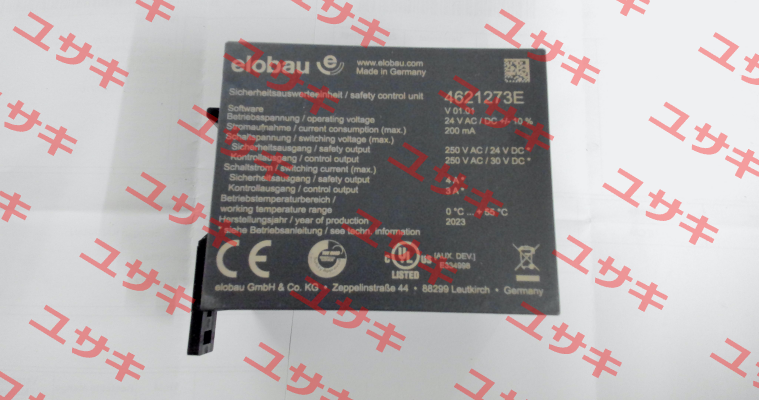 elobau e www.elobau.com
Made in Germany
Sicherheitsauswerteeinheit / safety control unit 4621273E
Software V 01.01
Betriebsspannung / operating voltage 24 V AC / DC +/- 10 %
Stromaufnahme / current consumption (max.) 200 mA
Schaltspannung / switching voltage (max.)
Sicherheitsausgang / safety output 250 V AC / 24 V DC *
Kontrollausgang / control output 250 V AC / 30 V DC *
Schaltstrom / switching current (max.)
Sicherheitsausgang / safety output 4 A *
Kontrollausgang / control output 3 A *
Betriebstemperaturbereich /
working temperature range 0 °C ... + 55 °C
Herstellungsjahr / year of production 2023
* siehe Betriebsanleitung / see techn. information
CE
C UL US LISTED
[AUX. DEV.]
E334998
elobau GmbH & Co. KG • Zeppelinstraße 44 • 88299 Leutkirch • Germany
ユサキ